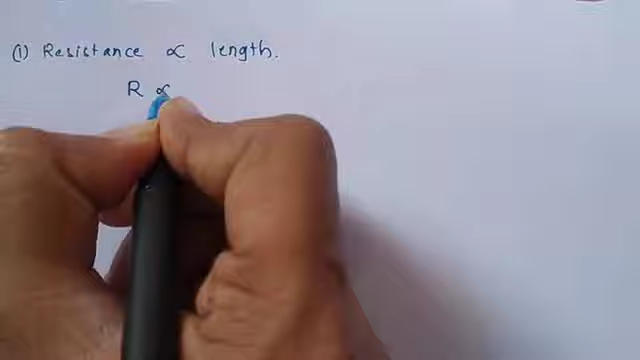 (1) Resistance ∝ length.
R ∝